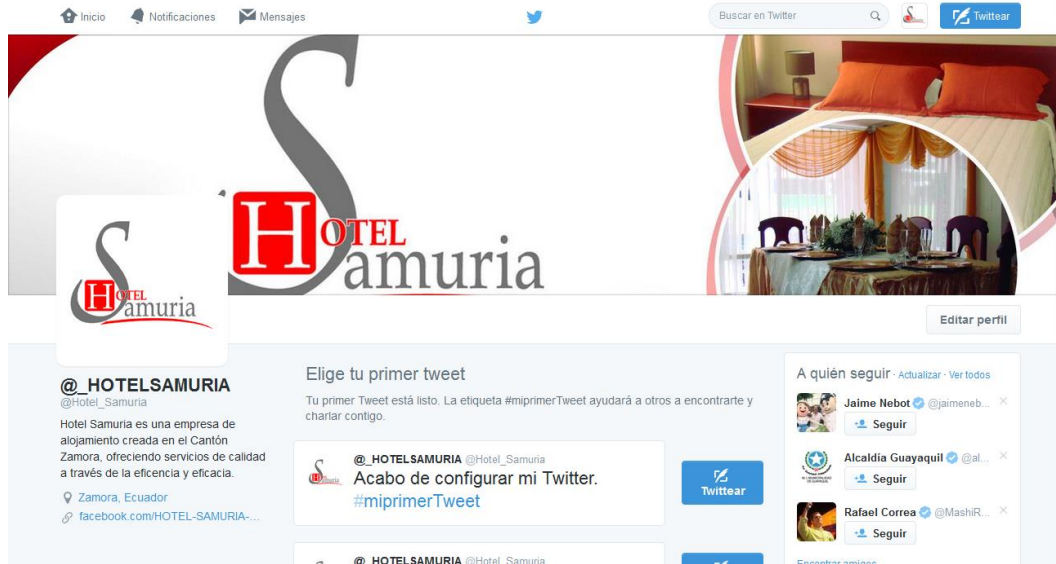 Inicio
Notificaciones
Mensajes
Buscar en Twitter
Twittear
HOTEL
Samuria
HOTEL
Samuria
Editar perfil
@_HOTELSAMURIA
@Hotel_Samuria
Hotel Samuria es una empresa de
alojamiento creada en el Cantón
Zamora, ofreciendo servicios de calidad
a través de la eficencia y eficacia.
Zamora, Ecuador
facebook.com/HOTEL-SAMURIA-...
Elige tu primer tweet
Tu primer Tweet está listo. La etiqueta #miprimerTweet ayudará a otros a encontrarte y
charlar contigo.
@_HOTELSAMURIA @Hotel_Samuria
Acabo de configurar mi Twitter.
#miprimerTweet
Twittear
@_HOTELSAMURIA @Hotel_Samuria
A quién seguir · Actualizar · Ver todos
Jaime Nebot @jaimeneb...
Seguir
Alcaldía Guayaquil @al...
Seguir
Rafael Correa @MashiR...
Seguir
Encontrar amigos